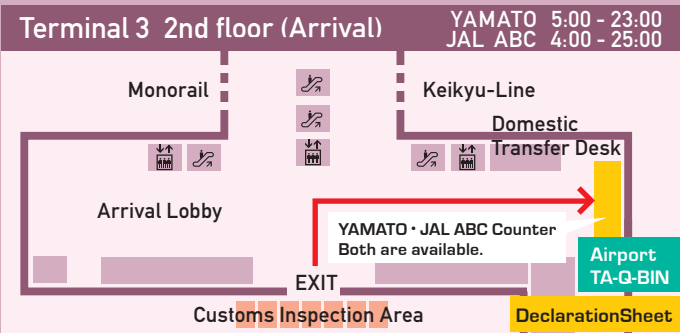 Terminal 3 2nd floor (Arrival)
YAMATO 5:00 - 23:00
JAL ABC 4:00 - 25:00
Monorail
Keikyu-Line
Domestic
Transfer Desk
Arrival Lobby
YAMATO・JAL ABC Counter
Both are available.
Airport
TA-Q-BIN
EXIT
Customs Inspection Area
DeclarationSheet